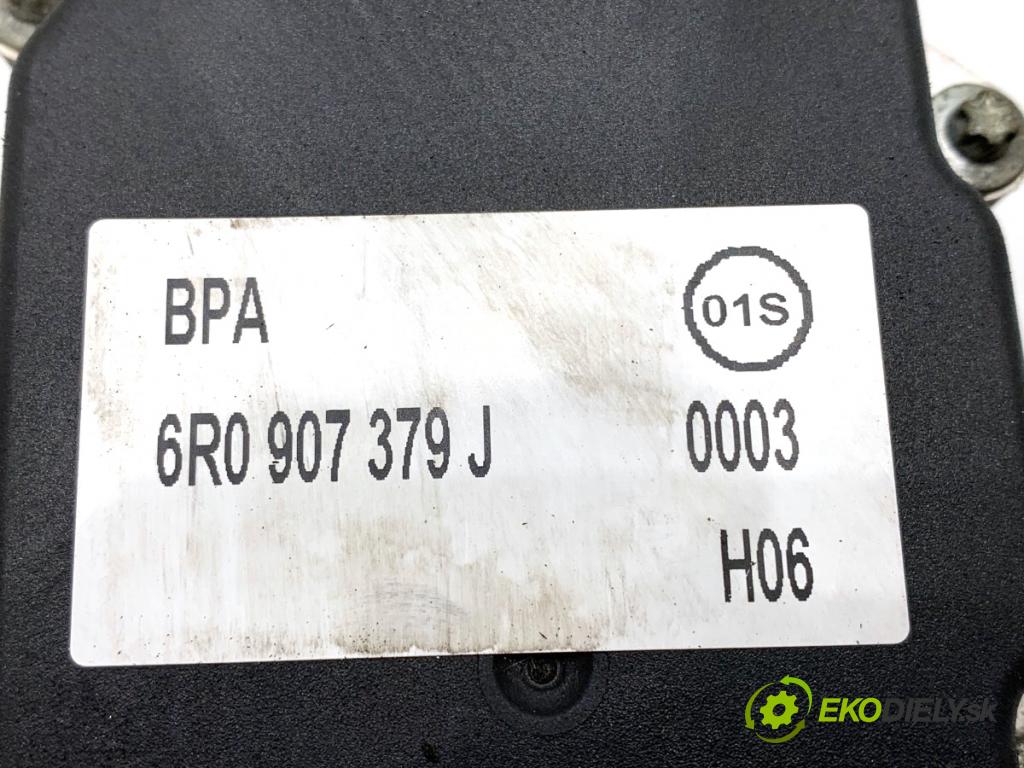 BPA 01S
6R0 907 379 J 0003
H06
EKODIELY.sk